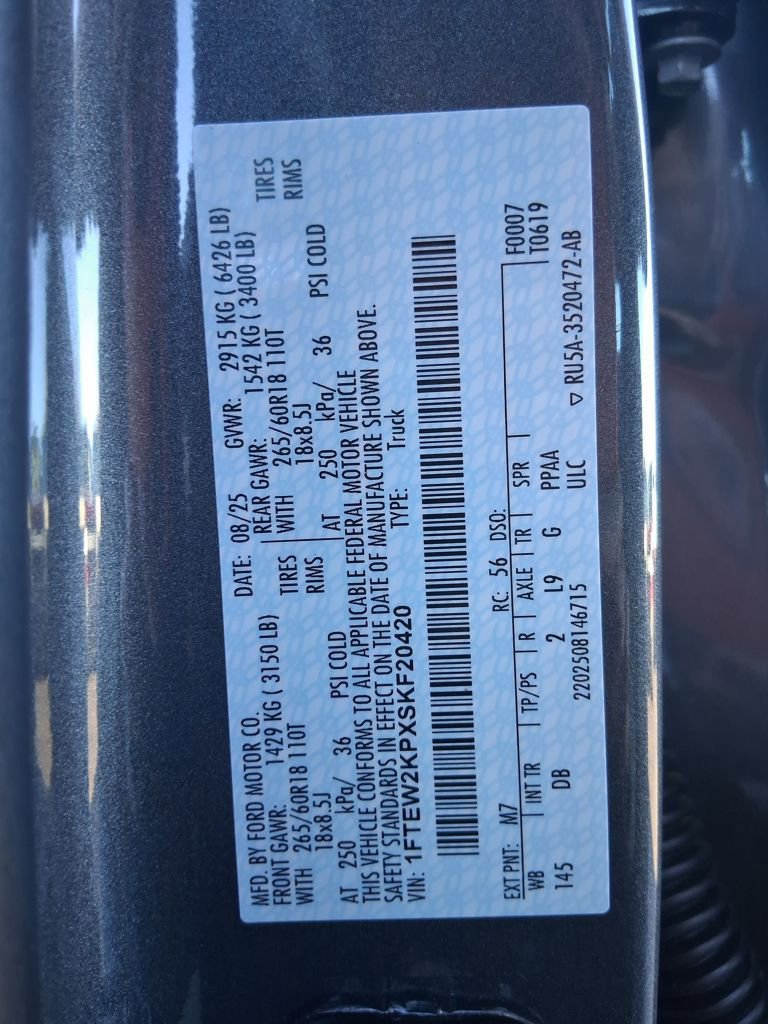 MFD. BY FORD MOTOR CO. DATE: 08/25 GVWR: 2915 KG ( 6426 LB)
FRONT GAWR: 1429 KG ( 3150 LB) REAR GAWR: 1542 KG ( 3400 LB)
WITH 265/60R18 110T TIRES WITH 265/60R18 110T TIRES
18x8.5J RIMS 18x8.5J RIMS
AT 250 kPa/ 36 PSI COLD AT 250 kPa/ 36 PSI COLD
THIS VEHICLE CONFORMS TO ALL APPLICABLE FEDERAL MOTOR VEHICLE
SAFETY STANDARDS IN EFFECT ON THE DATE OF MANUFACTURE SHOWN ABOVE.
VIN: 1FTEW2KPXSKF20420 TYPE: Truck
EXT PNT: M7 RC: 56 DSO: F0007
WB INT TR TP/PS R AXLE TR SPR T0619
145 DB 2 L9 G PPAA
2202508146715 ULC ▽ RU5A-3520472-AB